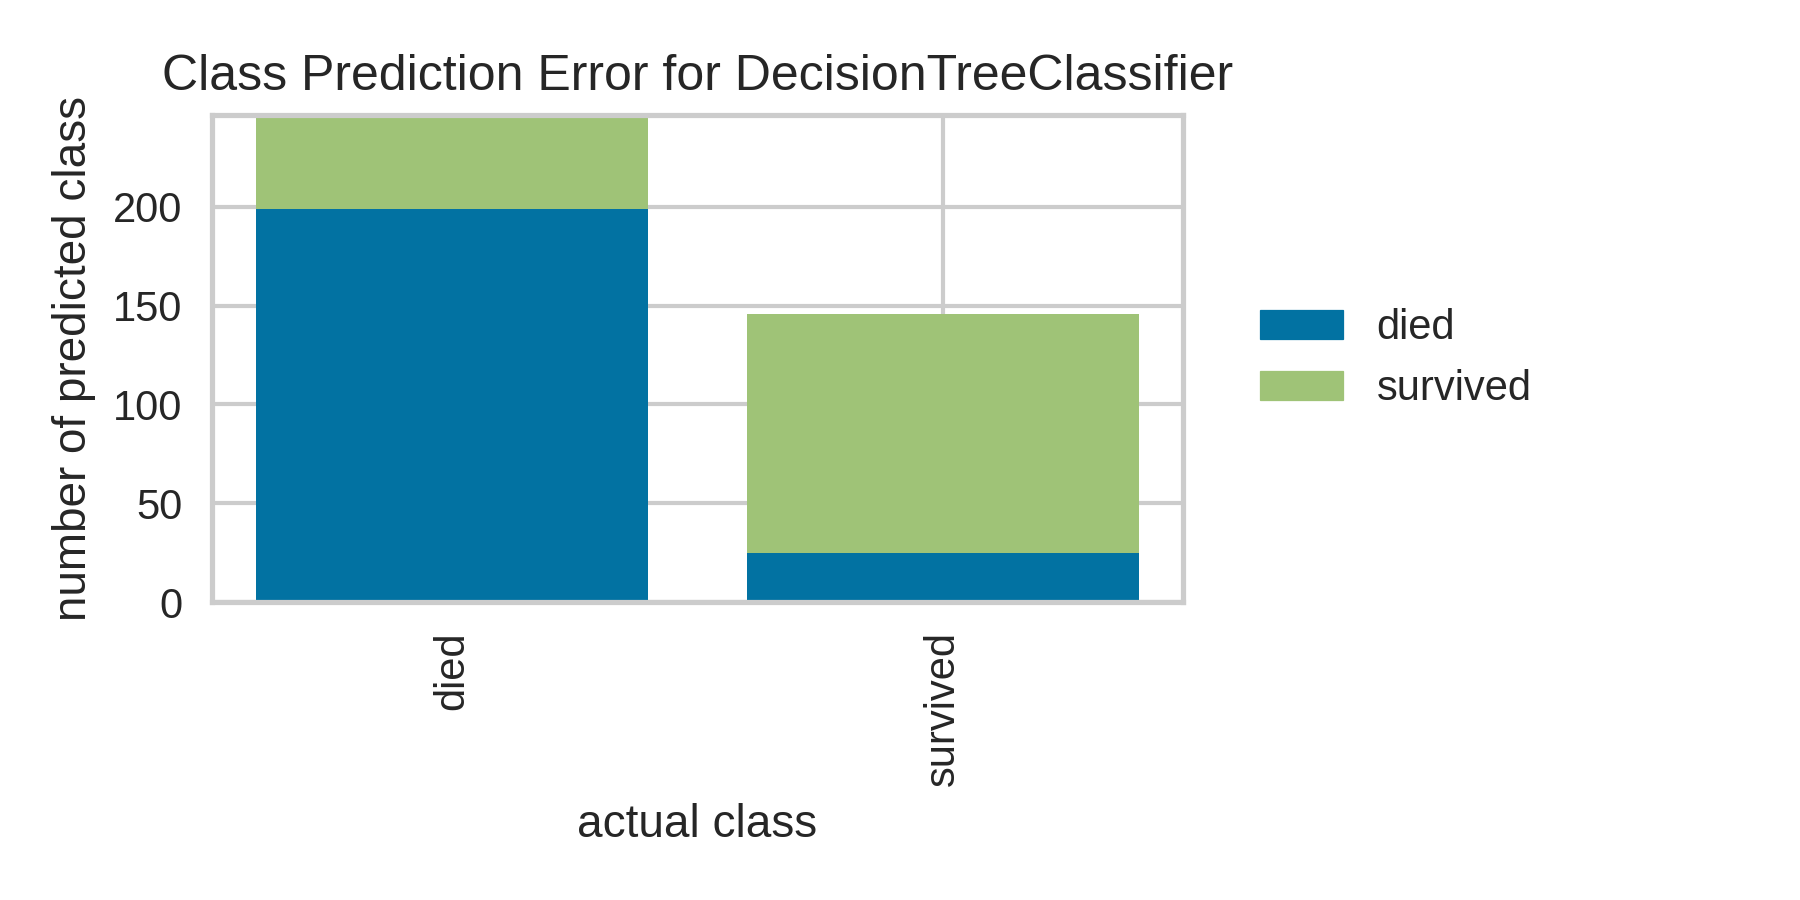 Class Prediction Error for DecisionTreeClassifier
number of predicted class
200
150
100
50
0
died
survived
actual class
died
survived